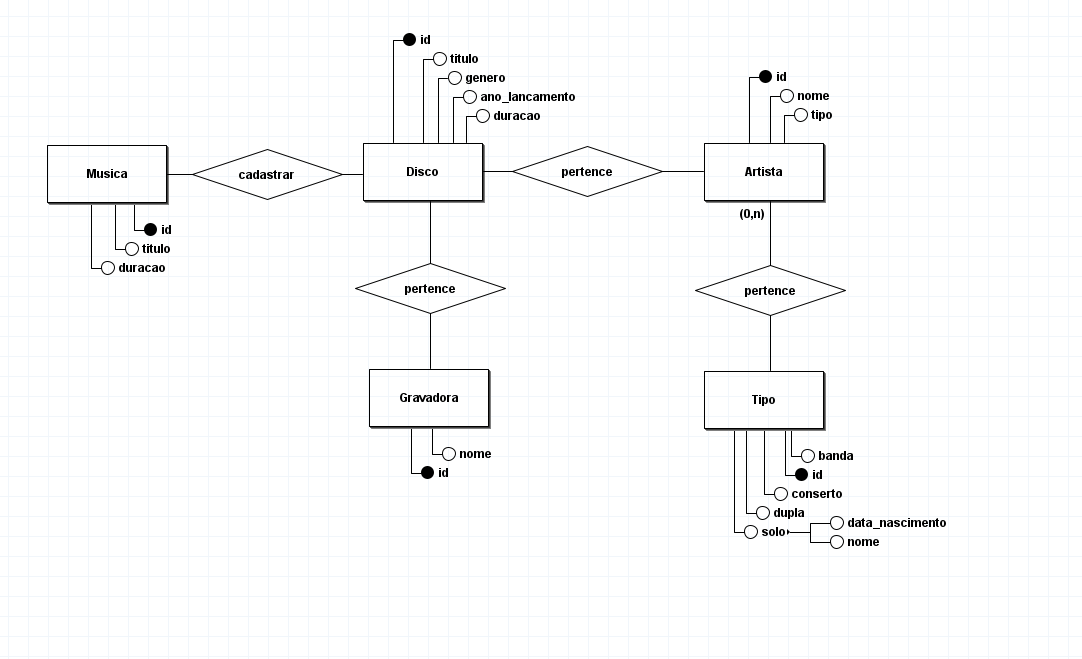 id
titulo
genero
ano_lancamento
duracao
id
nome
tipo
Musica
cadastrar
Disco
pertence
Artista
(0,n)
id
titulo
duracao
pertence
pertence
Gravadora
Tipo
nome
id
banda
id
conserto
dupla
solo
data_nascimento
nome